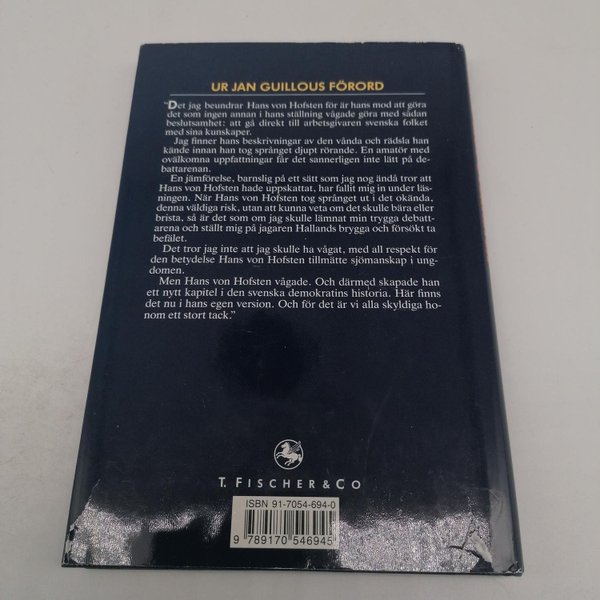 UR JAN GUILLOUS FÖRORD
"Det jag beundrar Hans von Hofsten för är hans mod att göra
det som ingen annan i hans ställning vågade göra med sådan
beslutsamhet: att gå direkt till arbetsgivaren svenska folket
med sina kunskaper.
Jag finner hans beskrivningar av den vånda och rädsla han
kände innan han tog språnget djupt rörande. En amatör med
ovälkomna uppfattningar får det sannerligen inte lätt på de-
battarenan.
En jämförelse, barnslig på ett sätt som jag nog ändå tror att
Hans von Hofsten hade uppskattat, har fallit mig in under läs-
ningen. När Hans von Hofsten tog språnget ut i det okända,
denna väldiga risk, utan att kunna veta om det skulle bära eller
brista, så är det som om jag skulle lämnat min trygga debatt-
arena och ställt mig på jagaren Hallands brygga och försökt ta
befälet.
Det tror jag inte att jag skulle ha vågat, med all respekt för
den betydelse Hans von Hofsten tillmätte sjömanskap i ung-
domen.
Men Hans von Hofsten vågade. Och därmed skapade han
ett nytt kapitel i den svenska demokratins historia. Här finns
det nu i hans egen version. Och för det är vi alla skyldiga ho-
nom ett stort tack."
T. FISCHER & CO
ISBN 91-7054-694-0
9 789170 546945